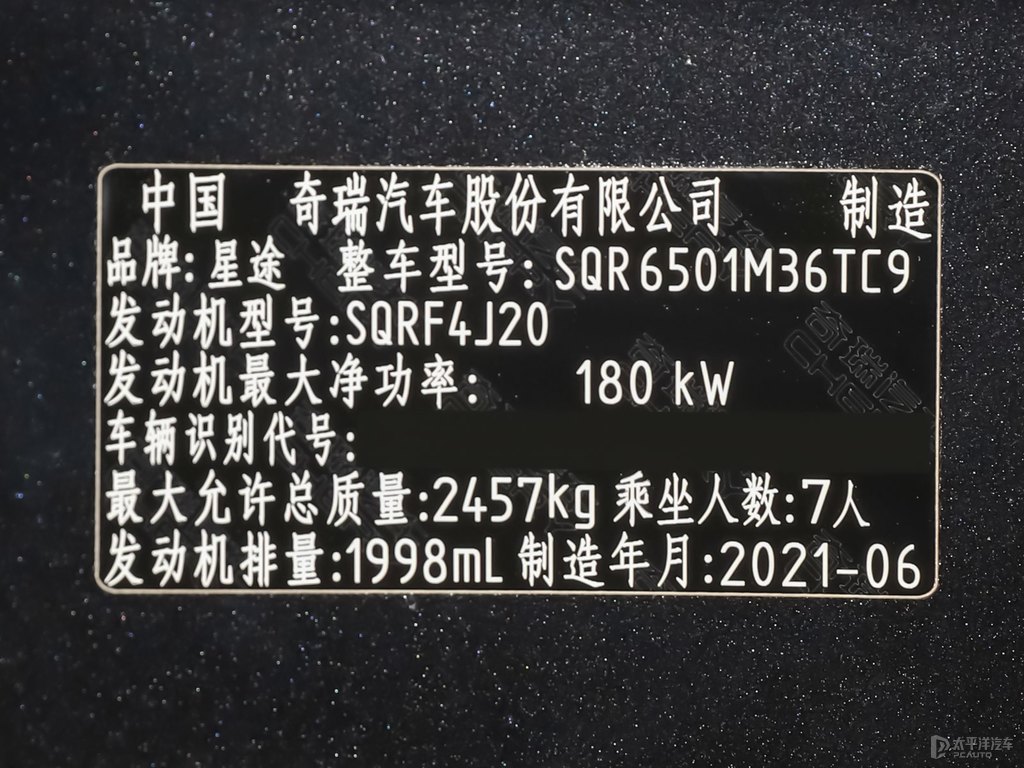 中国 奇瑞汽车股份有限公司 制造
品牌:星途 整车型号:SQR6501M36TC9
发动机型号:SQRF4J20
发动机最大净功率: 180 kW
车辆识别代号:
最大允许总质量:2457kg 乘坐人数:7人
发动机排量:1998mL 制造年月:2021-06
太平洋汽车
PCAUTO